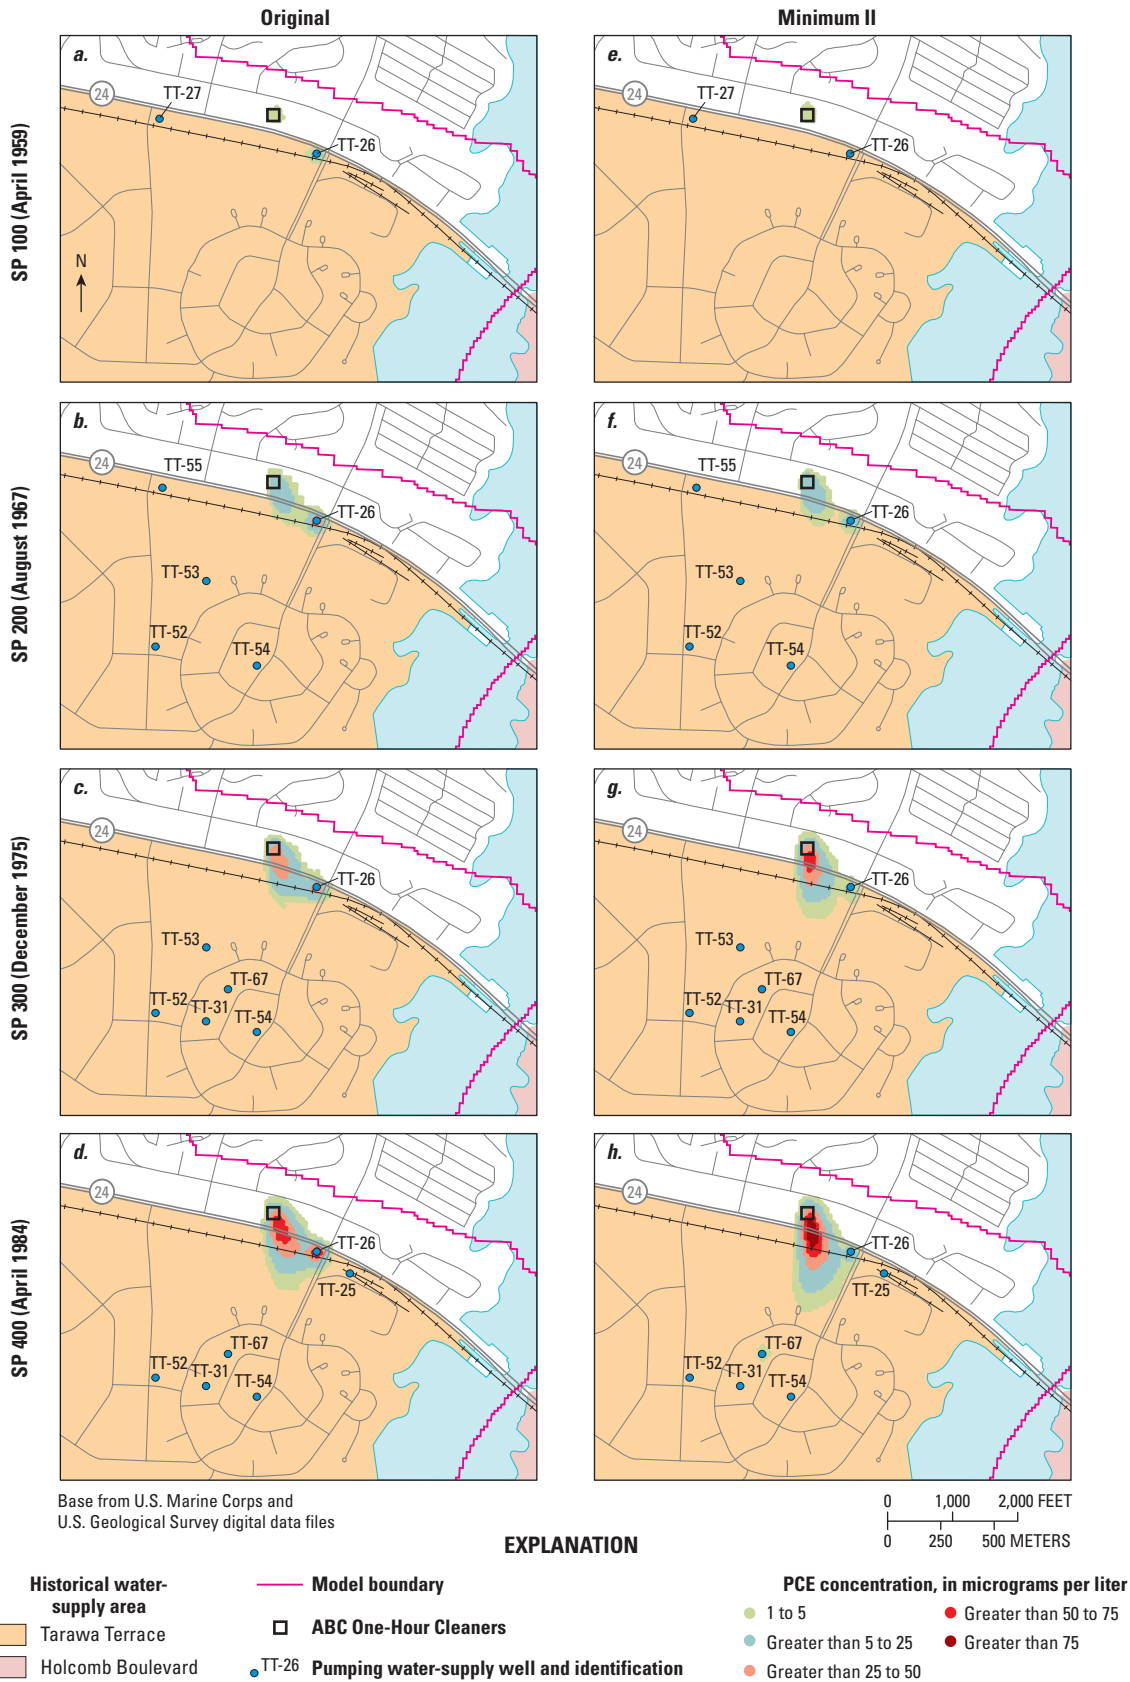 Original
Minimum II
SP 100 (April 1959)
a.
24
TT-27
TT-26
N
e.
24
TT-27
TT-26
SP 200 (August 1967)
b.
24
TT-55
TT-26
TT-53
TT-52
TT-54
f.
24
TT-55
TT-26
TT-53
TT-52
TT-54
SP 300 (December 1975)
c.
24
TT-26
TT-53
TT-67
TT-52
TT-31
TT-54
g.
24
TT-26
TT-53
TT-67
TT-52
TT-31
TT-54
SP 400 (April 1984)
d.
24
TT-26
TT-25
TT-67
TT-52
TT-31
TT-54
h.
24
TT-26
TT-25
TT-67
TT-52
TT-31
TT-54
Base from U.S. Marine Corps and
U.S. Geological Survey digital data files
0 1,000 2,000 FEET
0 250 500 METERS
EXPLANATION
Historical water-
supply area
Tarawa Terrace
Holcomb Boulevard
Model boundary
ABC One-Hour Cleaners
TT-26 Pumping water-supply well and identification
PCE concentration, in micrograms per liter
1 to 5
Greater than 5 to 25
Greater than 25 to 50
Greater than 50 to 75
Greater than 75